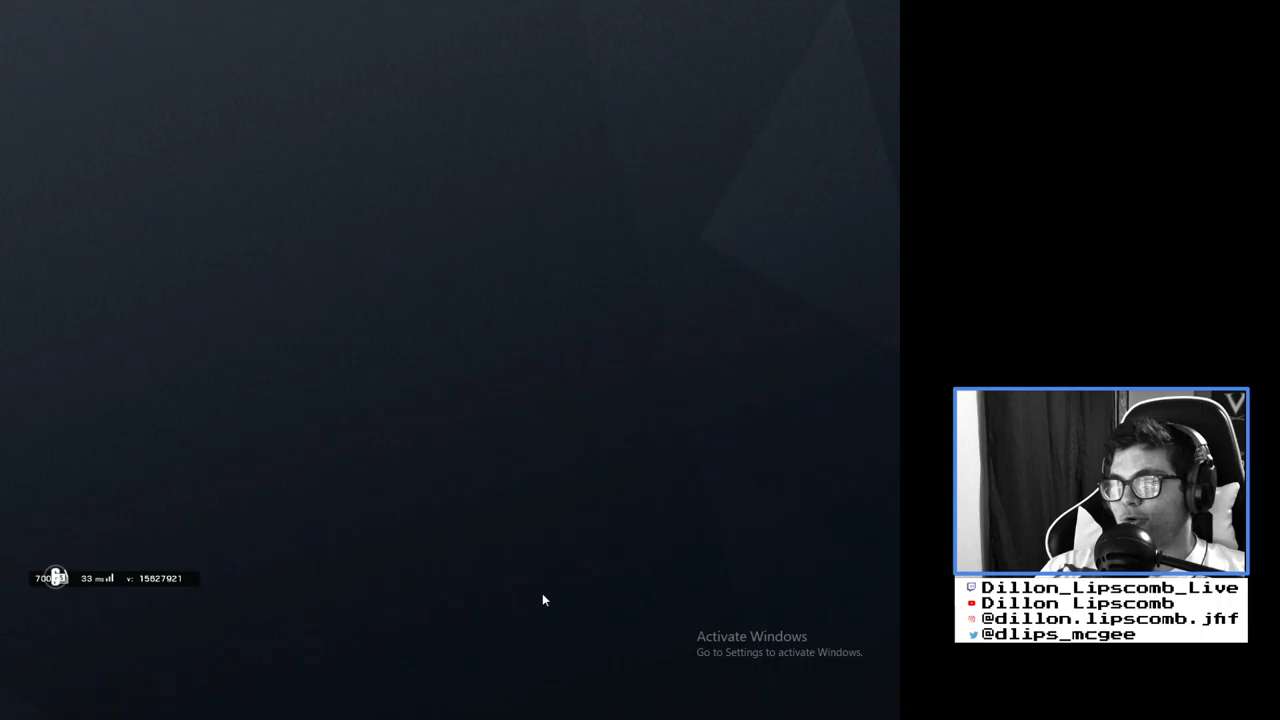 33 ms v: 15627921
Activate Windows
Go to Settings to activate Windows.
Dillon_Lipscomb_Live
Dillon Lipscomb
@dillon.lipscomb.jfif
@dlips_mcgee